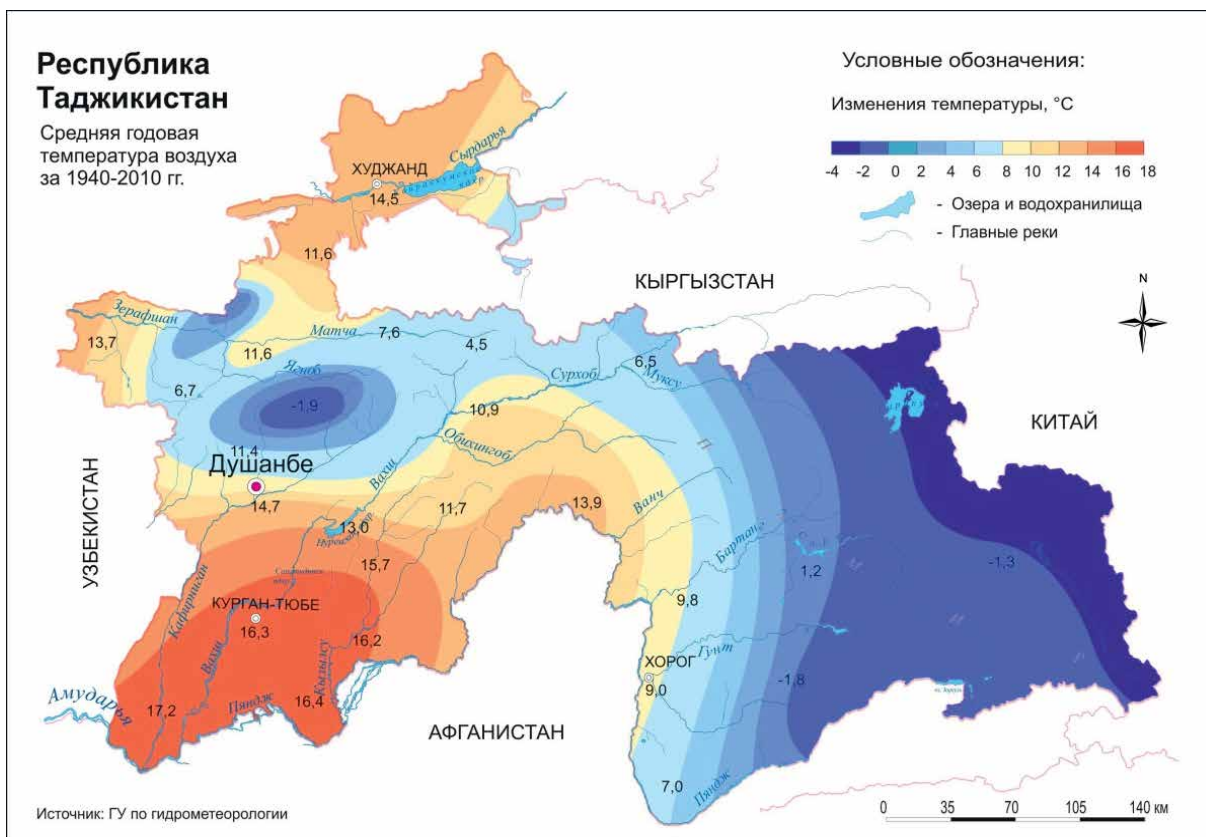 Республика
Таджикистан
Средняя годовая
температура воздуха
за 1940-2010 гг.
Условные обозначения:
Изменения температуры, °C
-4 -2 0 2 4 6 8 10 12 14 16 18
- Озера и водохранилища
- Главные реки
N
Сырдарья
ХУДЖАНД
14,5
11,6
КЫРГЫЗСТАН
Зерафшан
Матча
7,6
4,5
13,7
11,6
Ягноб
6,5
Сурхоб
Муксу
6,7
-1,9
10,9
КИТАЙ
11,4
Обихингоб
Душанбе
Вахш
14,7
11,7
13,9
Ванч
УЗБЕКИСТАН
13,0
Бартанг
15,7
1,2
-1,3
Кафирниган
КУРГАН-ТЮБЕ
16,3
9,8
16,2
Гунт
ХОРОГ
9,0
-1,8
Вахш
Кызылсу
Амударья
17,2
Пяндж
16,4
АФГАНИСТАН
7,0
Пяндж
Источник: ГУ по гидрометеорологии
0 35 70 105 140 км